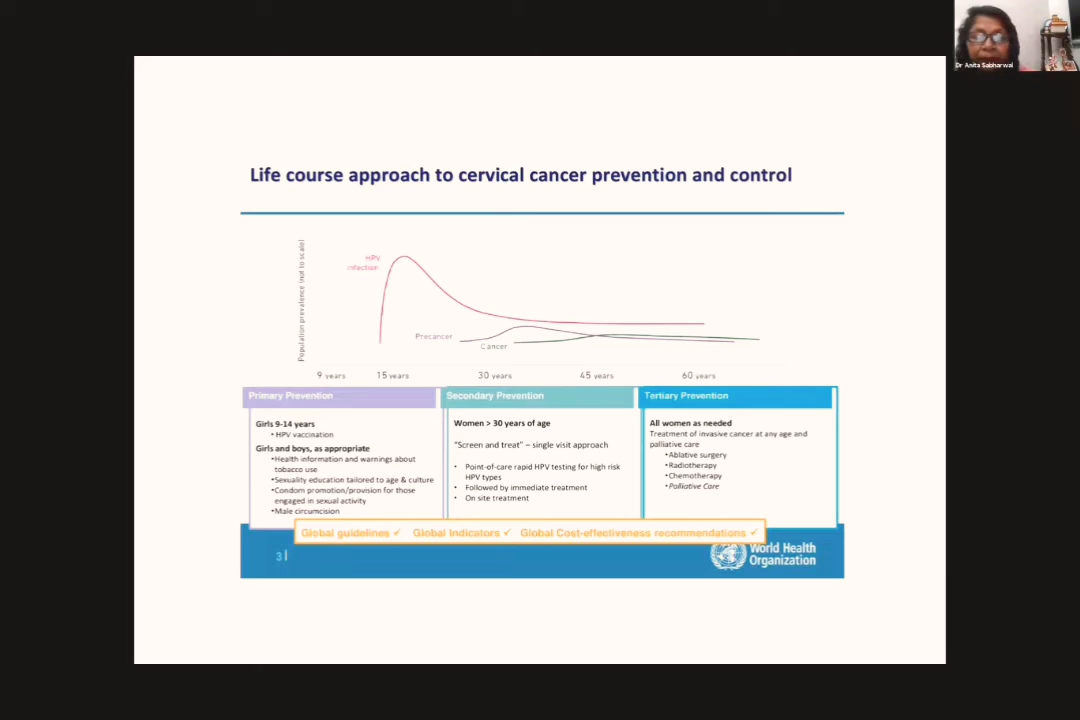 Dr Anita Sabharwal
Life course approach to cervical cancer prevention and control
Population prevalence (not to scale)
HPV
infection
Precancer
Cancer
9 years
15 years
30 years
45 years
60 years
Primary Prevention
Girls 9-14 years
• HPV vaccination
Girls and boys, as appropriate
•Health information and warnings about
tobacco use
•Sexuality education tailored to age & culture
•Condom promotion/provision for those
engaged in sexual activity
•Male circumcision
Secondary Prevention
Women > 30 years of age
"Screen and treat" – single visit approach
• Point-of-care rapid HPV testing for high risk
HPV types
• Followed by immediate treatment
• On site treatment
Tertiary Prevention
All women as needed
Treatment of invasive cancer at any age and
palliative care
•Ablative surgery
•Radiotherapy
•Chemotherapy
•Palliative Care
Global guidelines ✓ Global Indicators ✓ Global Cost-effectiveness recommendations ✓
3|
World Health
Organization